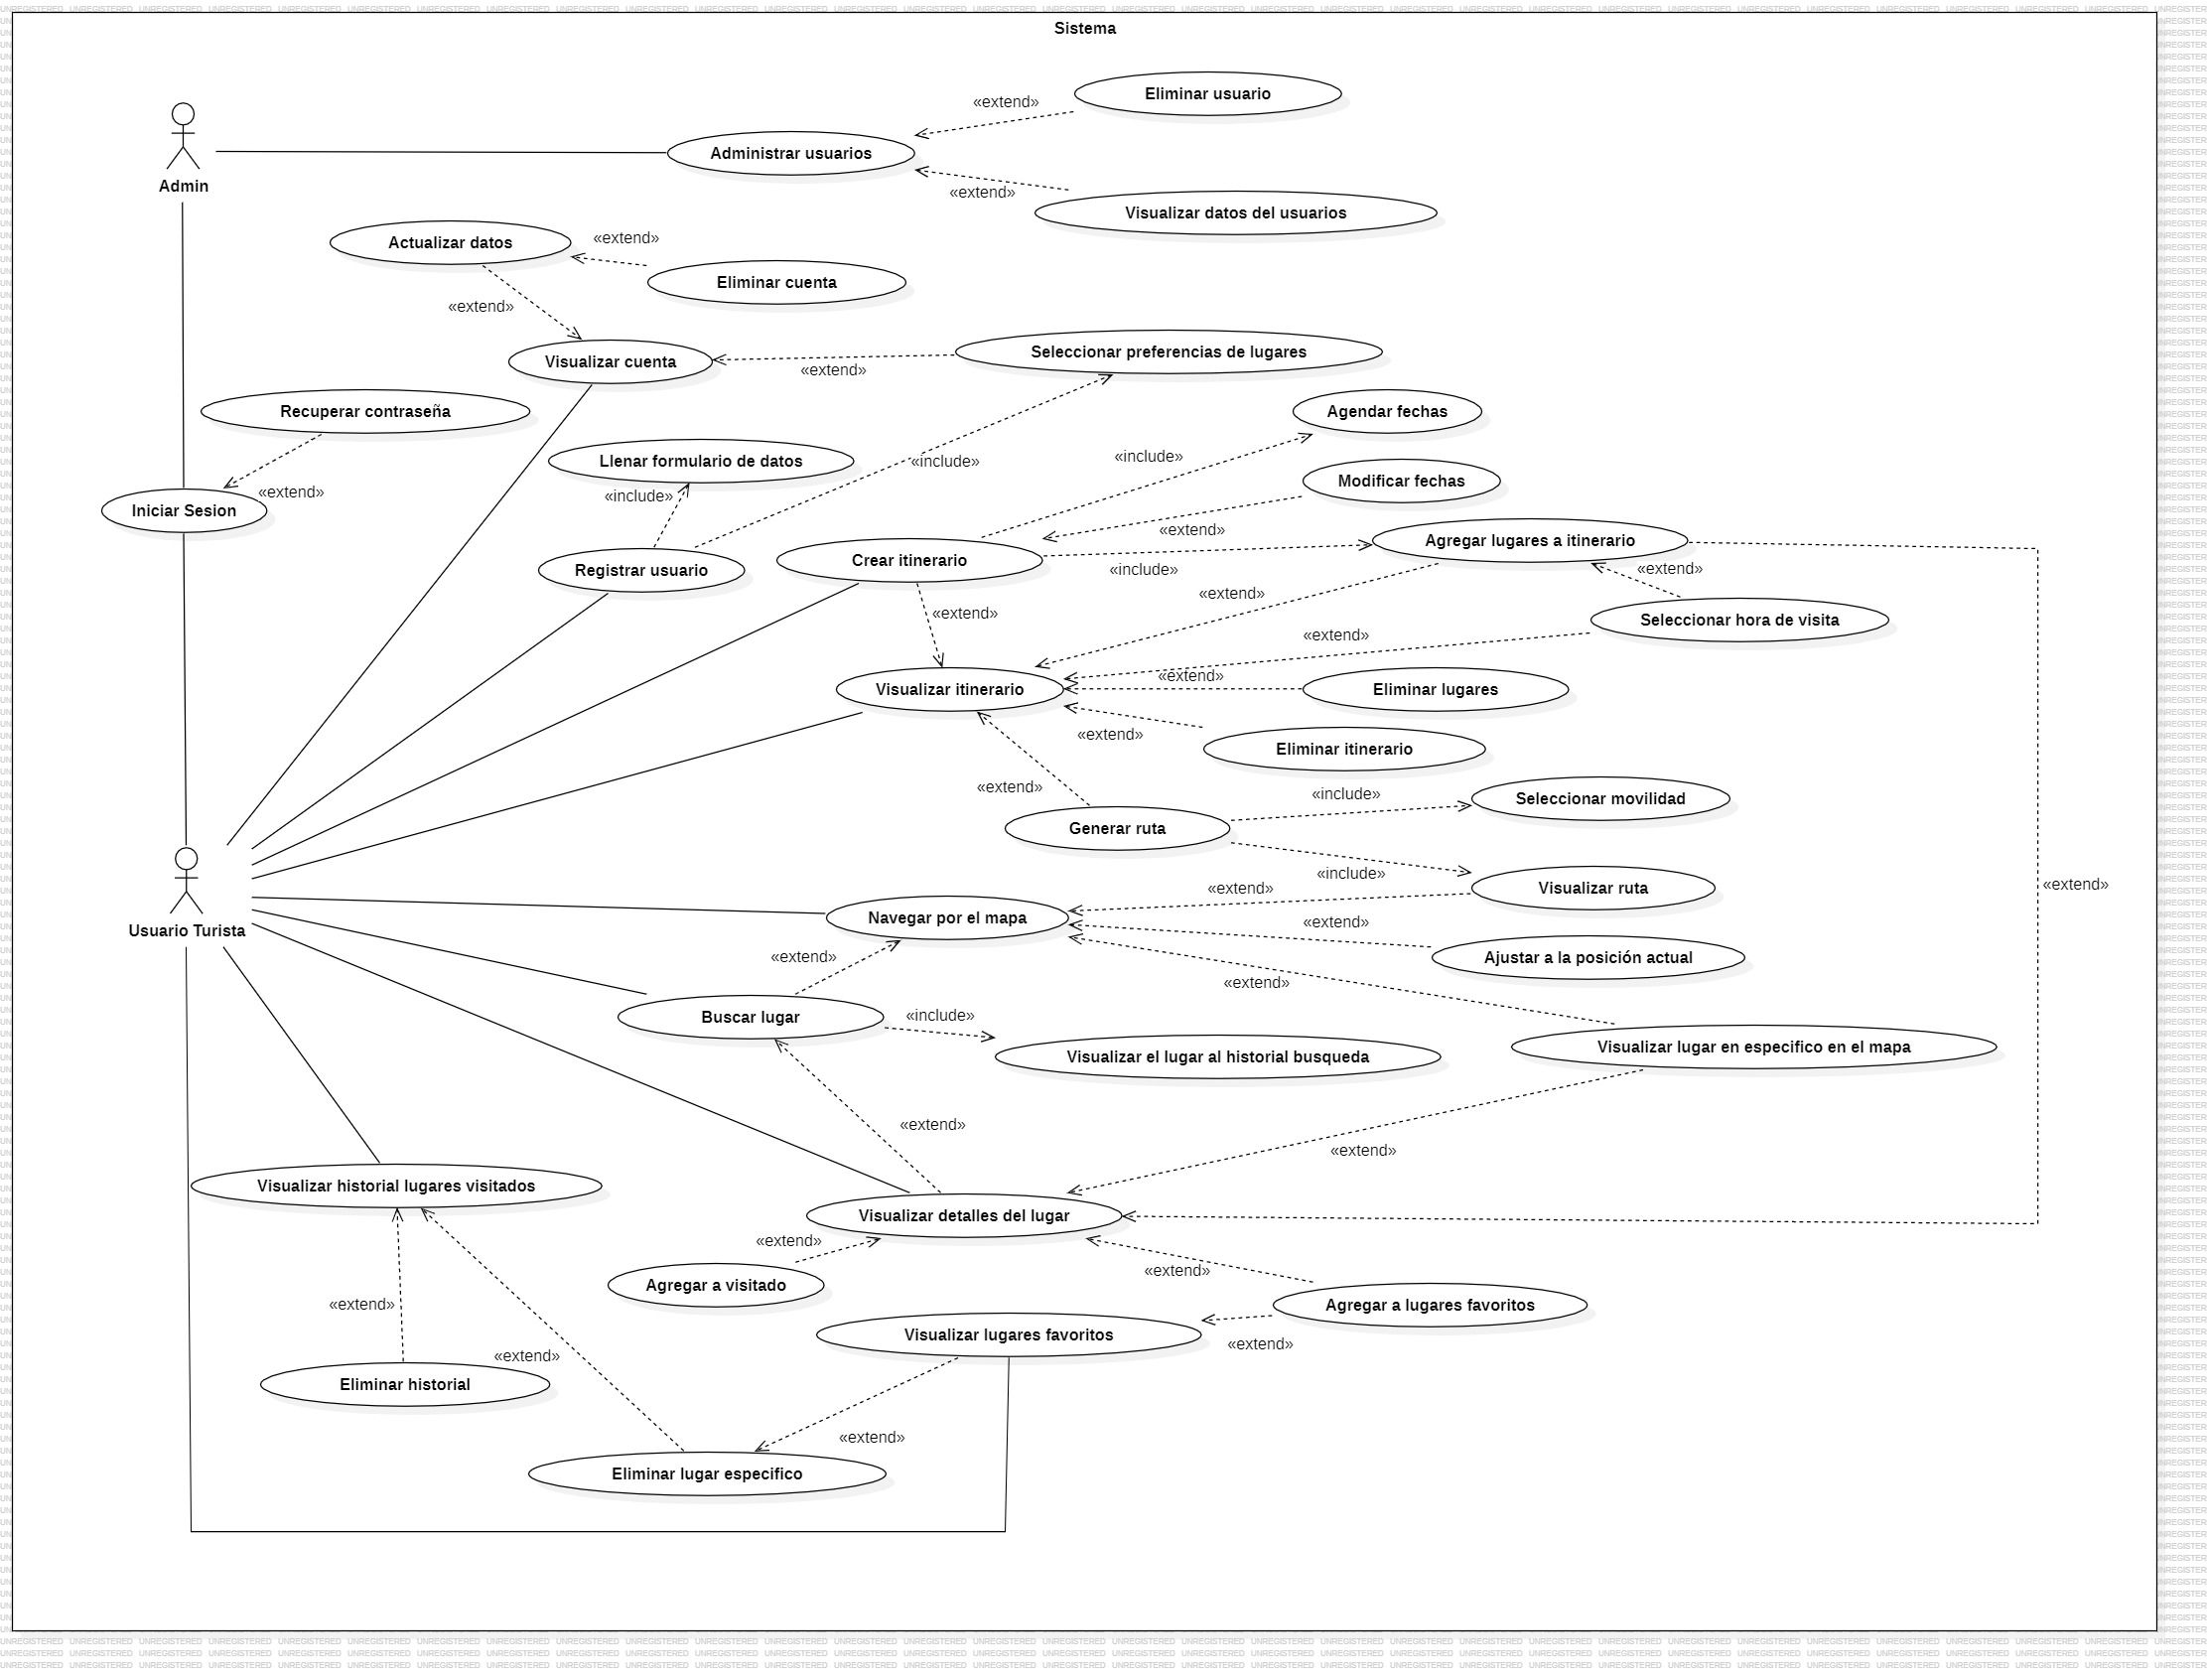 Sistema
Eliminar usuario
«extend»
Administrar usuarios
Admin
«extend»
Visualizar datos del usuarios
Actualizar datos
«extend»
Eliminar cuenta
«extend»
Visualizar cuenta
Seleccionar preferencias de lugares
«extend»
Recuperar contraseña
Agendar fechas
«include»
Llenar formulario de datos
«include»
Modificar fechas
«extend»
«include»
Iniciar Sesion
«extend»
Agregar lugares a itinerario
Crear itinerario
«include»
«extend»
Registrar usuario
«extend»
«extend»
Seleccionar hora de visita
«extend»
«extend»
Visualizar itinerario
Eliminar lugares
«extend»
Eliminar itinerario
«extend»
«include»
Seleccionar movilidad
Generar ruta
«include»
«extend»
Visualizar ruta
«extend»
Navegar por el mapa
«extend»
Usuario Turista
«extend»
Ajustar a la posición actual
«extend»
Buscar lugar
«include»
Visualizar el lugar al historial busqueda
Visualizar lugar en especifico en el mapa
«extend»
«extend»
Visualizar historial lugares visitados
Visualizar detalles del lugar
«extend»
«extend»
Agregar a visitado
«extend»
Agregar a lugares favoritos
Visualizar lugares favoritos
«extend»
«extend»
Eliminar historial
«extend»
Eliminar lugar especifico
UNREGISTERED